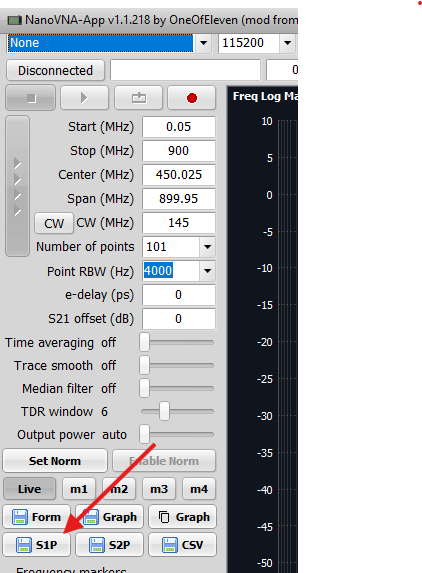 NanoVNA-App v1.1.218 by OneOfEleven (mod from
None 115200
Disconnected 0
Freq Log Ma
Start (MHz) 0.05
Stop (MHz) 900
Center (MHz) 450.025
Span (MHz) 899.95
CW CW (MHz) 145
Number of points 101
Point RBW (Hz) 4000
e-delay (ps) 0
S21 offset (dB) 0
Time averaging off
Trace smooth off
Median filter off
TDR window 6
Output power auto
Set Norm Enable Norm
Live m1 m2 m3 m4
Form Graph Graph
S1P S2P CSV
Frequency markers
10
5
0
-5
-10
-15
-20
-25
-30
-35
-40
-45
-50